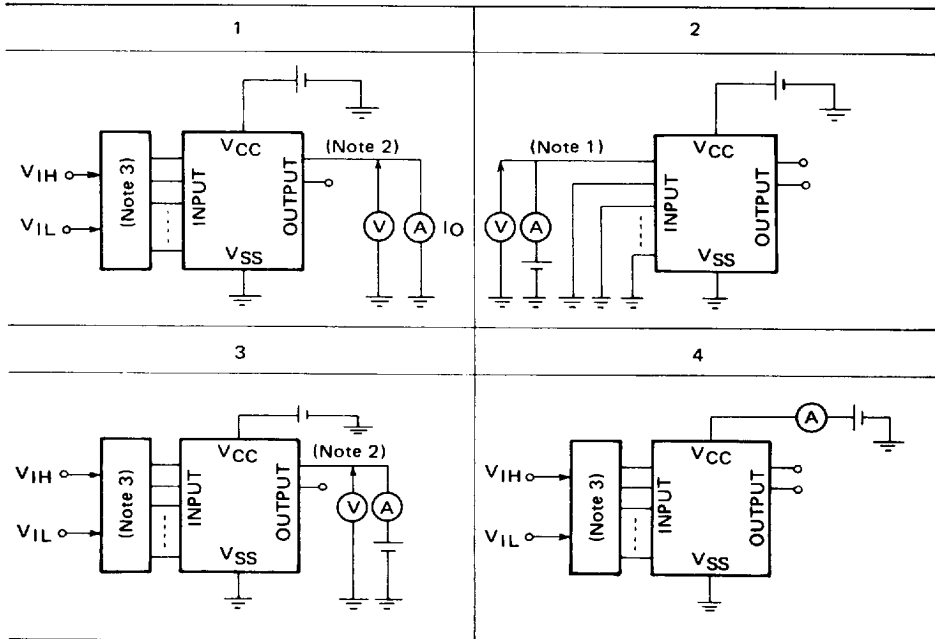 1
VCC
VIH
VIL
(Note 3)
INPUT
OUTPUT
VSS
(Note 2)
V
A
IO
2
(Note 1)
V
A
VCC
INPUT
OUTPUT
VSS
3
VCC
VIH
VIL
(Note 3)
INPUT
OUTPUT
VSS
(Note 2)
V
A
4
A
VCC
VIH
VIL
(Note 3)
INPUT
OUTPUT
VSS